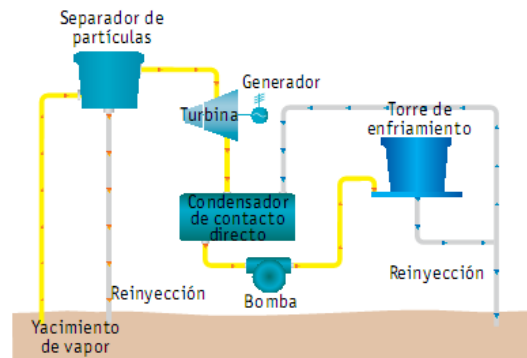 Separador de
partículas
Generador
Turbina
Torre de
enfriamiento
Condensador
de contacto
directo
Reinyección
Bomba
Reinyección
Yacimiento
de vapor